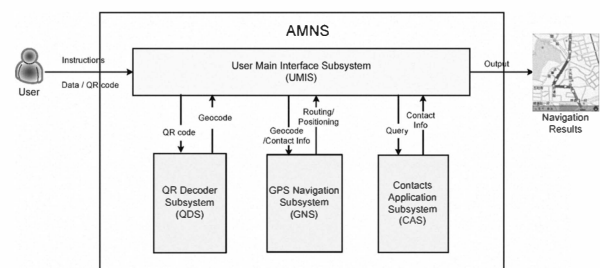 AMNS
Instructions
Data / QR code
User
User Main Interface Subsystem
(UMIS)
Output
Navigation
Results
QR code
Geocode
Geocode
/Contact Info
Routing/
Positioning
Query
Contact
Info
QR Decoder
Subsystem
(QDS)
GPS Navigation
Subsystem
(GNS)
Contacts
Application
Subsystem
(CAS)